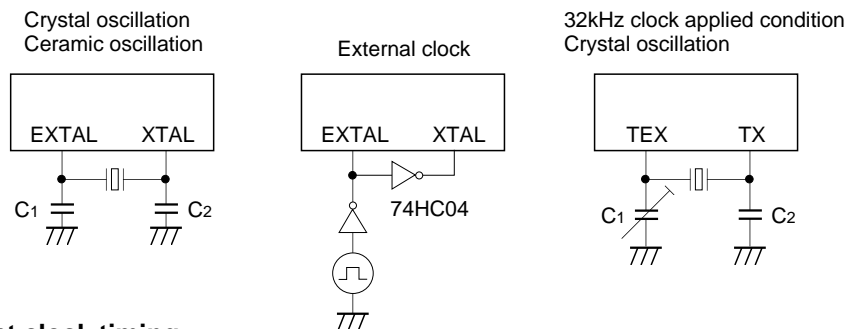 Crystal oscillation
Ceramic oscillation
EXTAL XTAL
C1
C2
External clock
EXTAL XTAL
74HC04
32kHz clock applied condition
Crystal oscillation
TEX TX
C1
C2